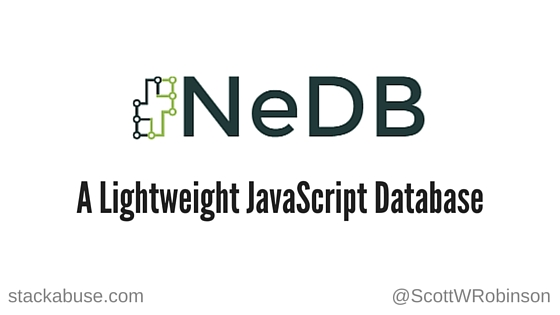 NeDB
A Lightweight JavaScript Database
stackabuse.com
@ScottWRobinson